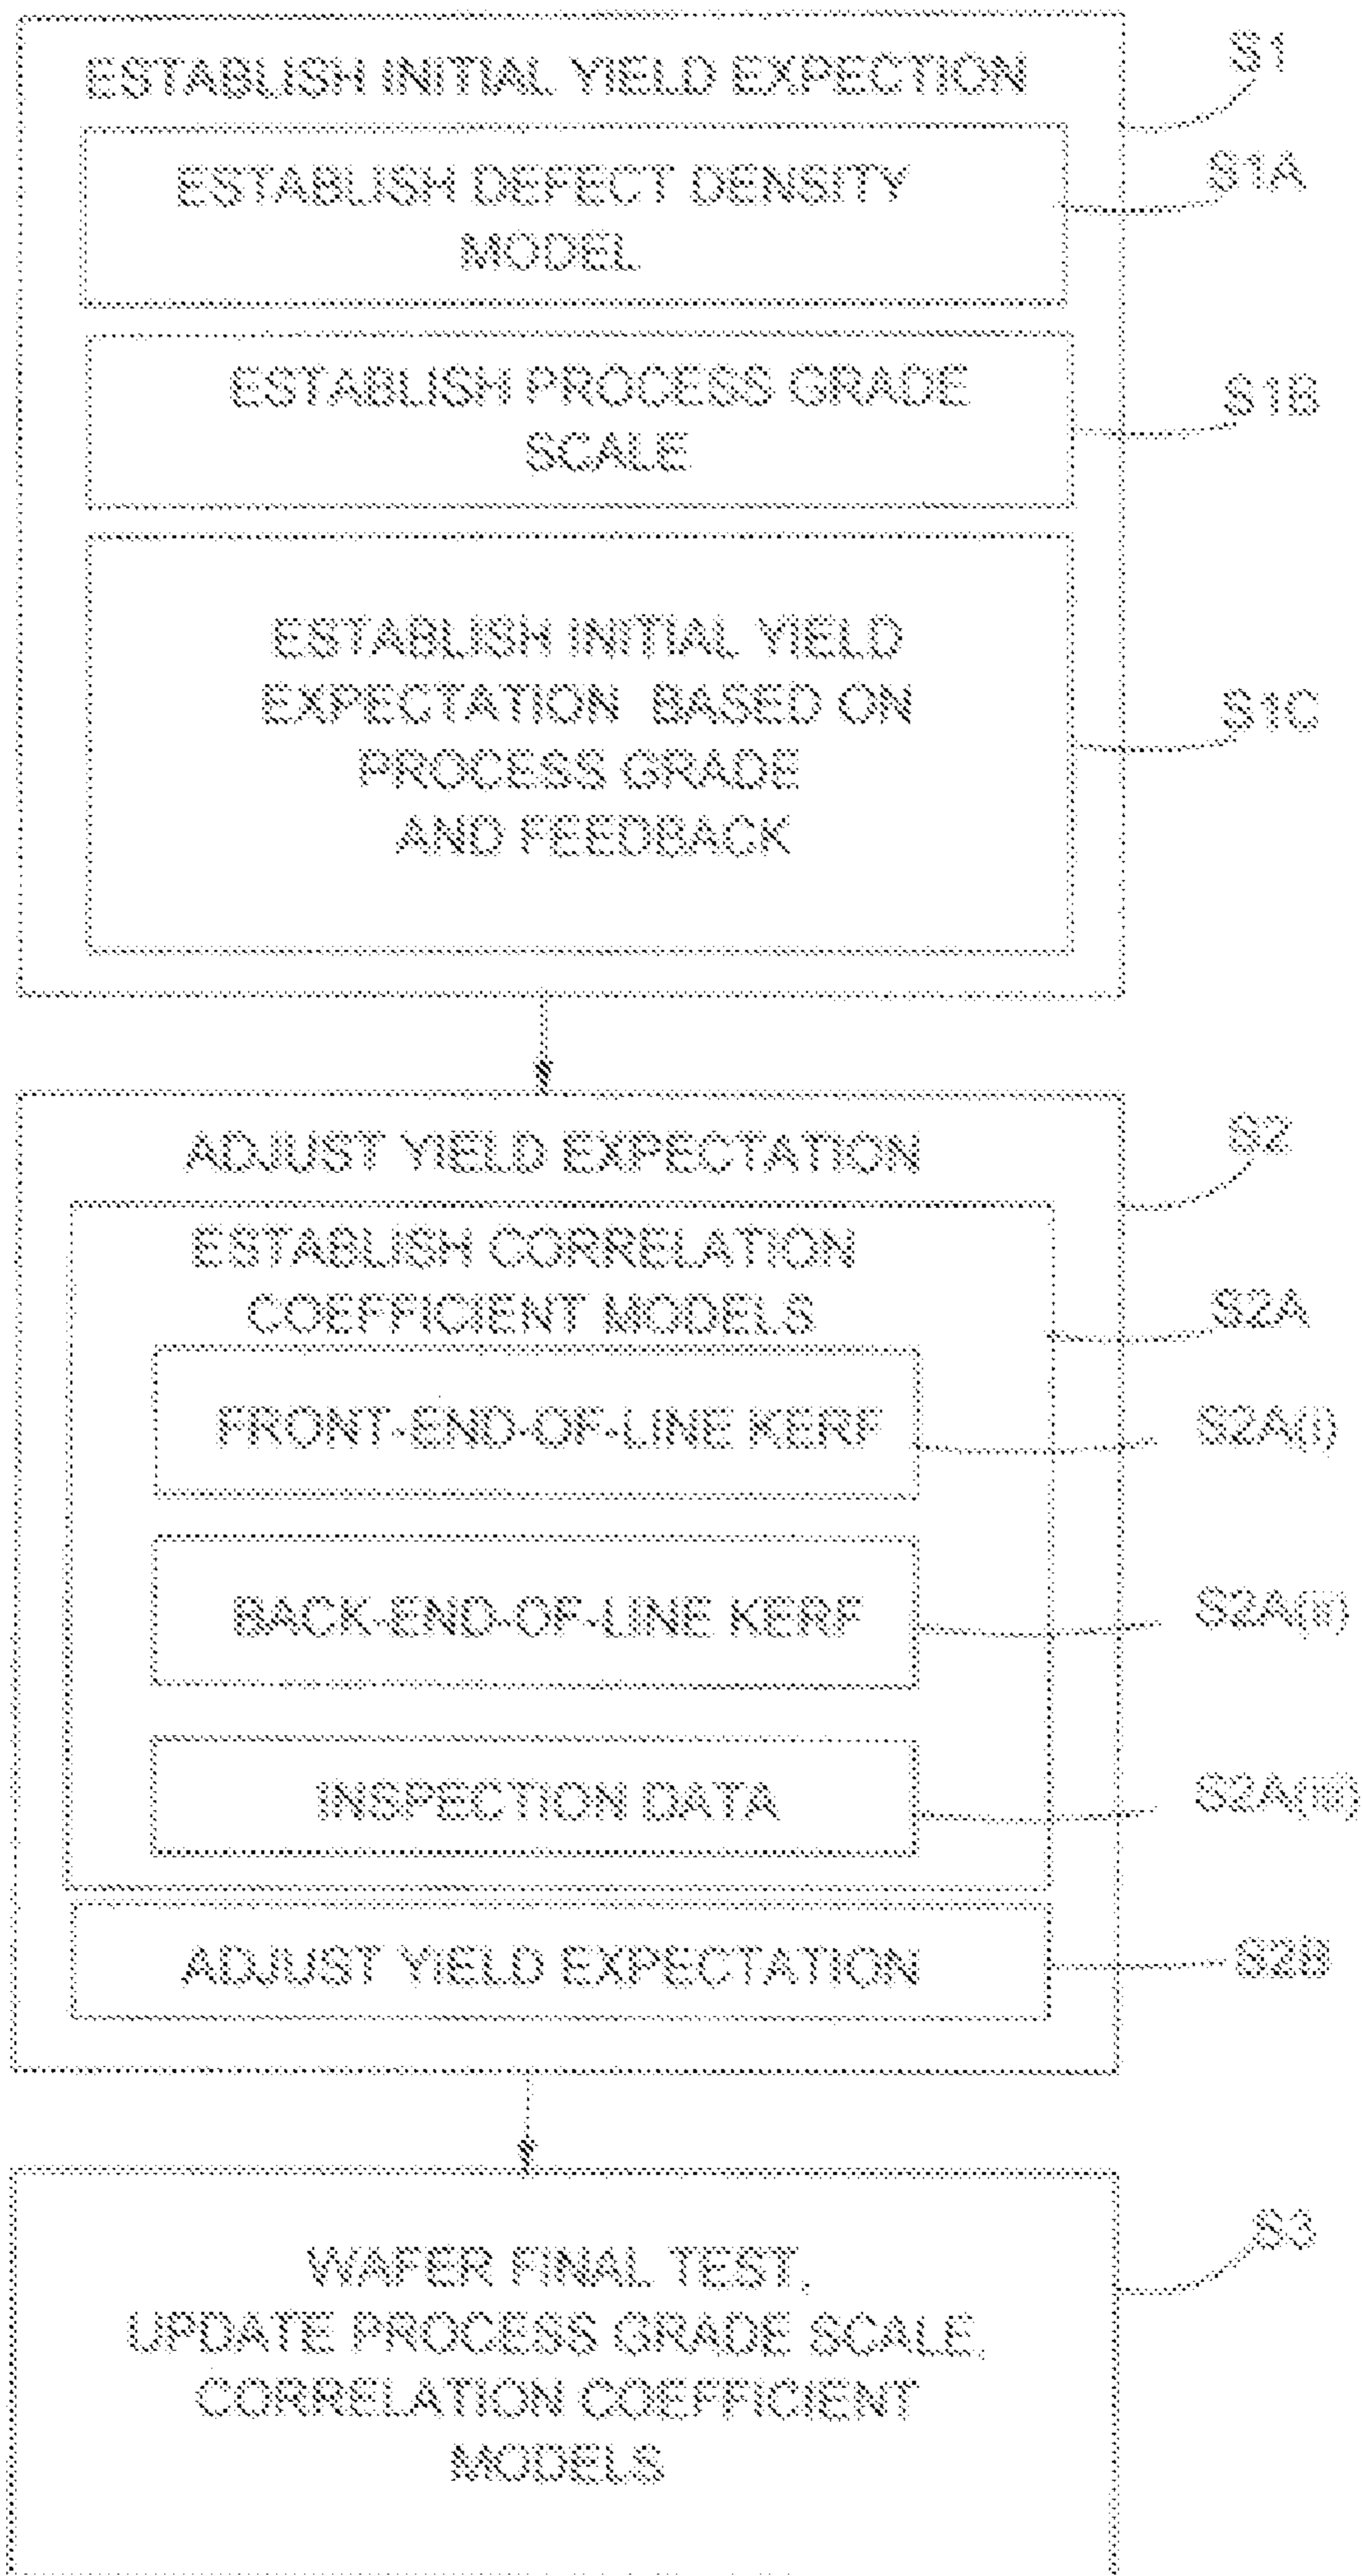 ESTABLISH INITIAL YIELD EXPECTION
S1
ESTABLISH DEFECT DENSITY
MODEL
S1A
ESTABLISH PROCESS GRADE
SCALE
S1B
ESTABLISH INITIAL YIELD
EXPECTATION BASED ON
PROCESS GRADE
AND FEEDBACK
S1C
ADJUST YIELD EXPECTATION
S2
ESTABLISH CORRELATION
COEFFICIENT MODELS
S2A
FRONT-END-OF-LINE KERF
S2A(i)
BACK-END-OF-LINE KERF
S2A(ii)
INSPECTION DATA
S2A(iii)
ADJUST YIELD EXPECTATION
S2B
WAFER FINAL TEST,
UPDATE PROCESS GRADE SCALE,
CORRELATION COEFFICIENT
MODELS
S3